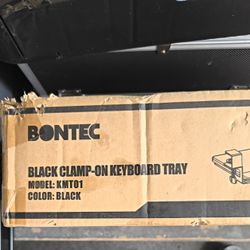 BONTEC
BLACK CLAMP-ON KEYBOARD TRAY
MODEL: KMT01
COLOR: BLACK